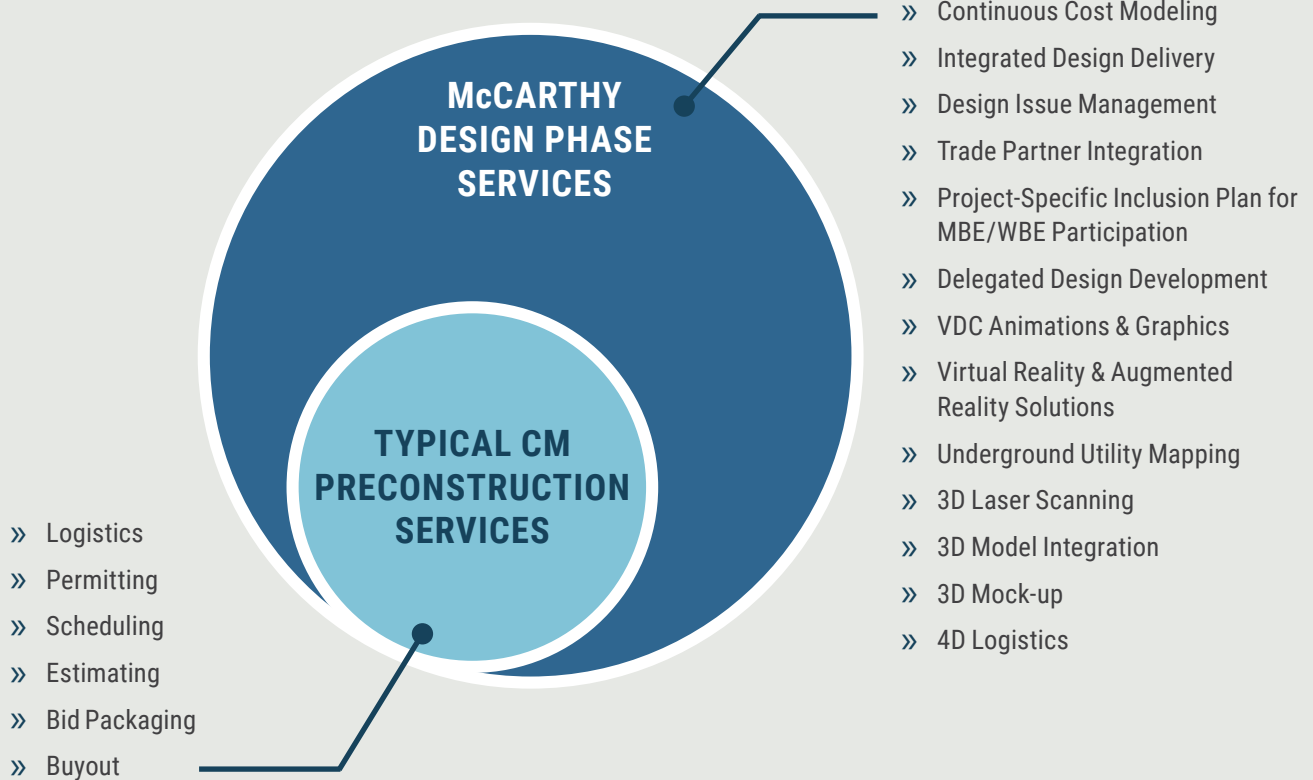 McCARTHY
DESIGN PHASE
SERVICES
TYPICAL CM
PRECONSTRUCTION
SERVICES
» Continuous Cost Modeling
» Integrated Design Delivery
» Design Issue Management
» Trade Partner Integration
» Project-Specific Inclusion Plan for
MBE/WBE Participation
» Delegated Design Development
» VDC Animations & Graphics
» Virtual Reality & Augmented
Reality Solutions
» Underground Utility Mapping
» 3D Laser Scanning
» 3D Model Integration
» 3D Mock-up
» 4D Logistics
» Logistics
» Permitting
» Scheduling
» Estimating
» Bid Packaging
» Buyout